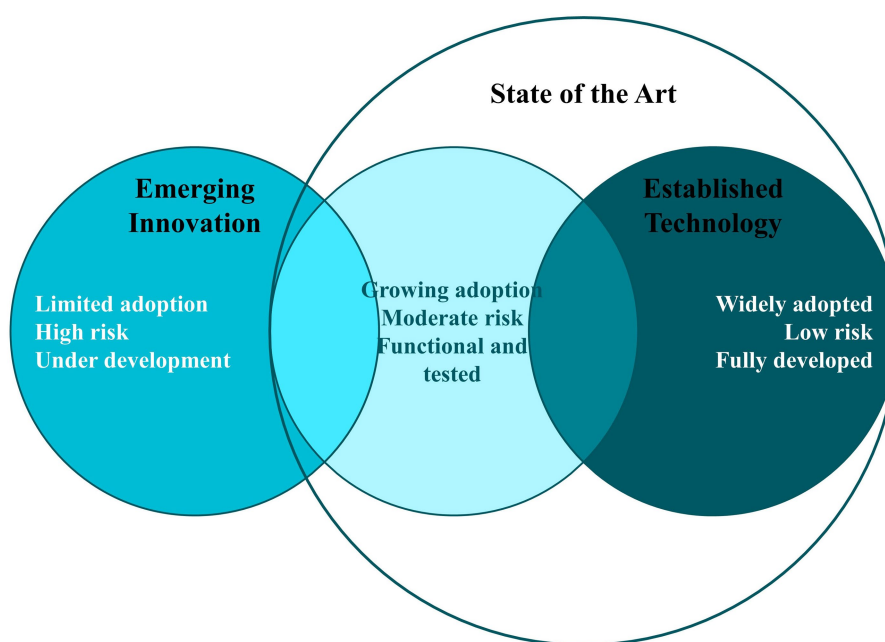 State of the Art
Emerging
Innovation
Established
Technology
Limited adoption
High risk
Under development
Growing adoption
Moderate risk
Functional and
tested
Widely adopted
Low risk
Fully developed